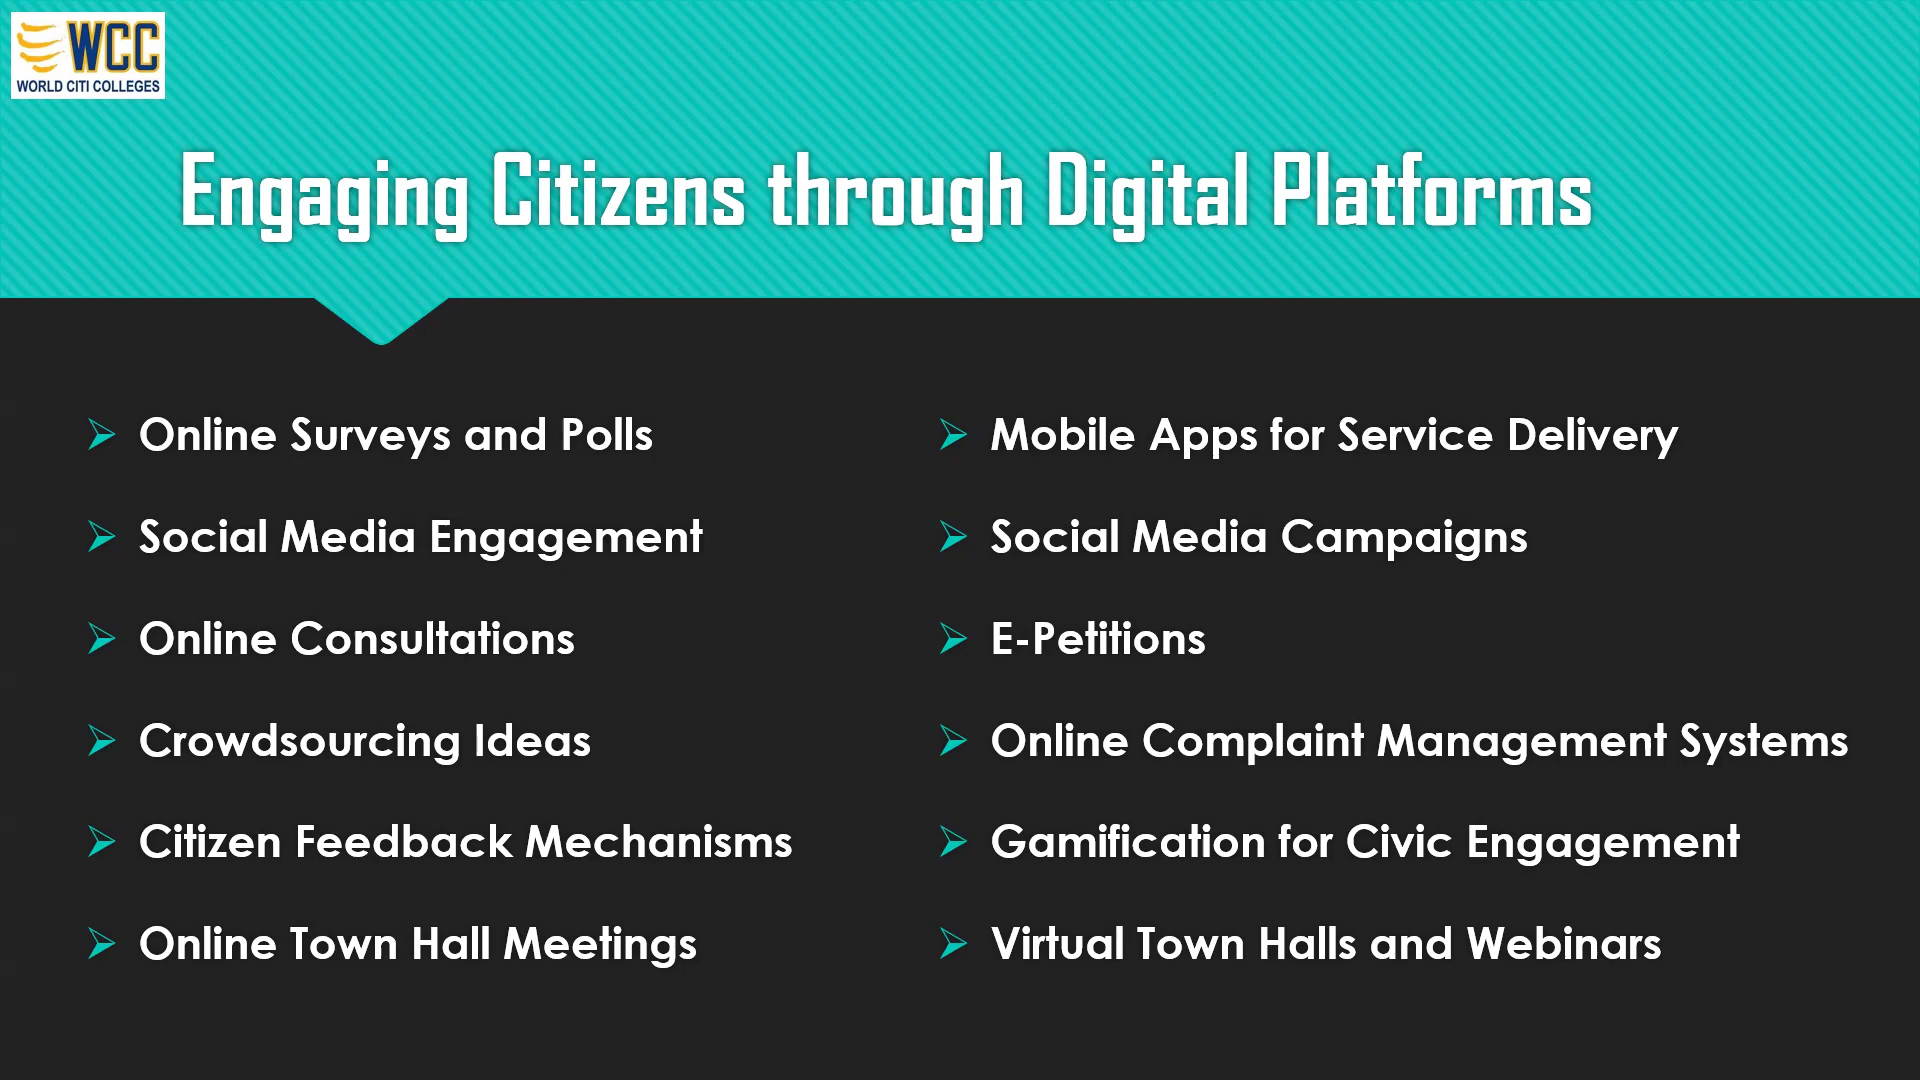 WCC
WORLD CITI COLLEGES
Engaging Citizens through Digital Platforms
Online Surveys and Polls
Social Media Engagement
Online Consultations
Crowdsourcing Ideas
Citizen Feedback Mechanisms
Online Town Hall Meetings
Mobile Apps for Service Delivery
Social Media Campaigns
E-Petitions
Online Complaint Management Systems
Gamification for Civic Engagement
Virtual Town Halls and Webinars